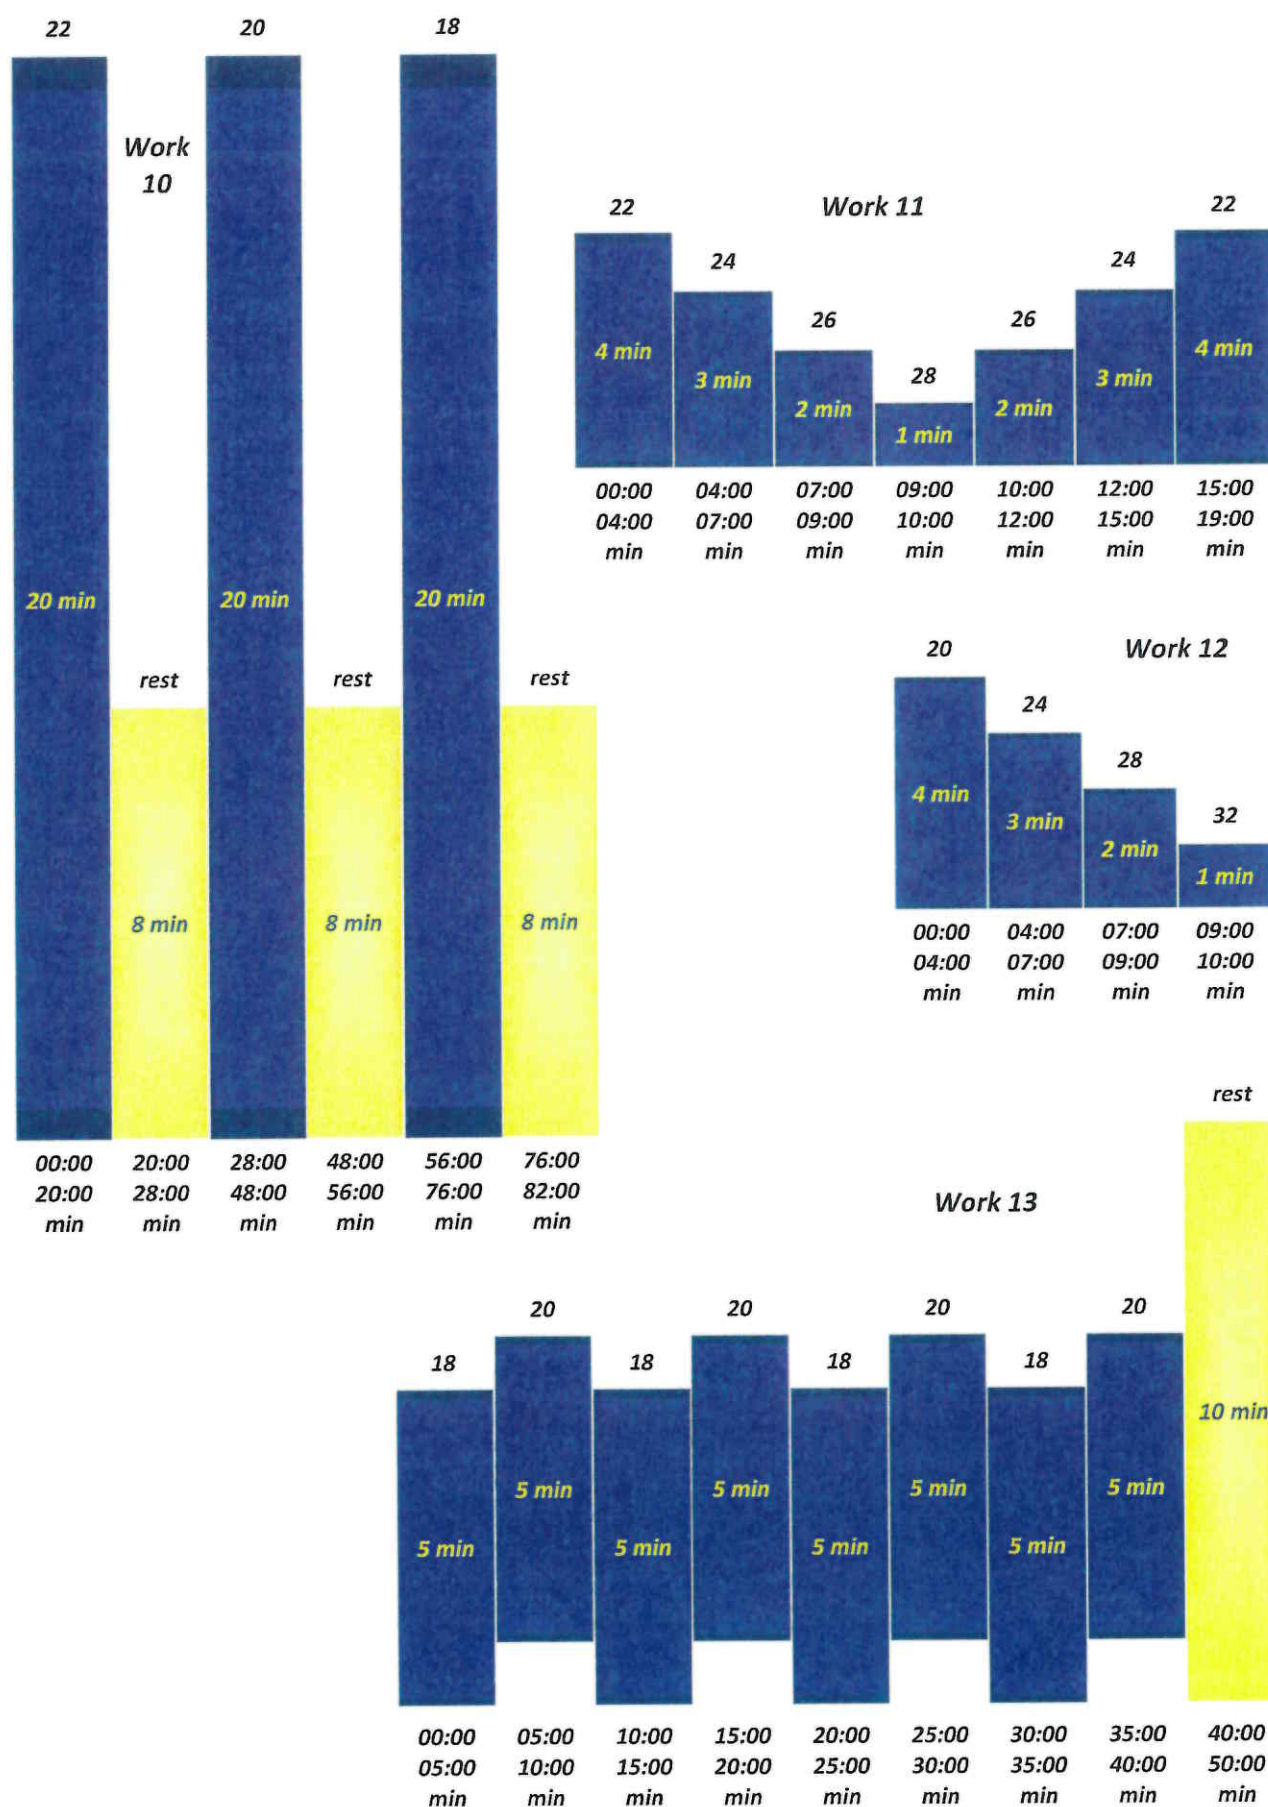 22 20 18
Work
10
20 min 20 min 20 min
rest rest rest
8 min 8 min 8 min
00:00 20:00 28:00 48:00 56:00 76:00
20:00 28:00 48:00 56:00 76:00 82:00
min min min min min min
Work 11
22 24 26 28 26 24 22
4 min 3 min 2 min 1 min 2 min 3 min 4 min
00:00 04:00 07:00 09:00 10:00 12:00 15:00
04:00 07:00 09:00 10:00 12:00 15:00 19:00
min min min min min min min
Work 12
20 24 28 32
4 min 3 min 2 min 1 min
00:00 04:00 07:00 09:00
04:00 07:00 09:00 10:00
min min min min
Work 13
18 20 18 20 18 20 18 20 rest
5 min 5 min 5 min 5 min 5 min 5 min 5 min 5 min 10 min
00:00 05:00 10:00 15:00 20:00 25:00 30:00 35:00 40:00
05:00 10:00 15:00 20:00 25:00 30:00 35:00 40:00 50:00
min min min min min min min min min